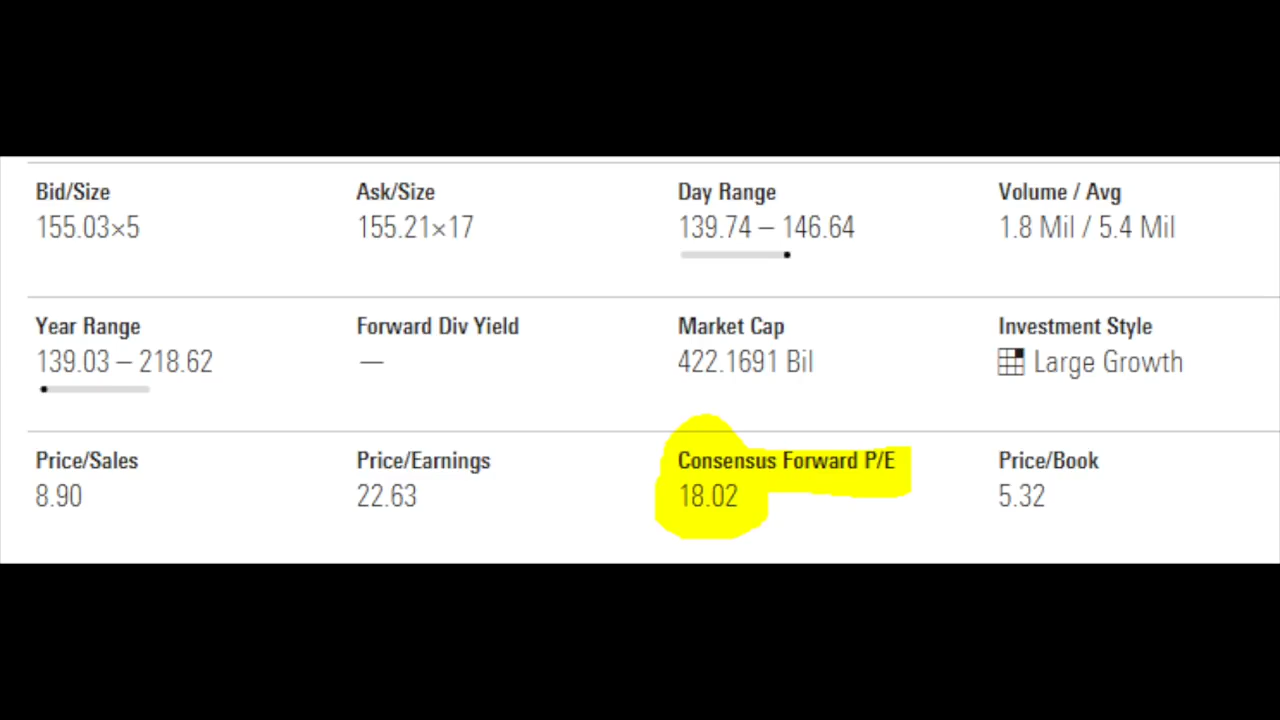 Bid/Size Ask/Size Day Range Volume / Avg
155.03×5 155.21×17 139.74 – 146.64 1.8 Mil / 5.4 Mil
Year Range Forward Div Yield Market Cap Investment Style
139.03 – 218.62 — 422.1691 Bil Large Growth
Price/Sales Price/Earnings Consensus Forward P/E Price/Book
8.90 22.63 18.02 5.32